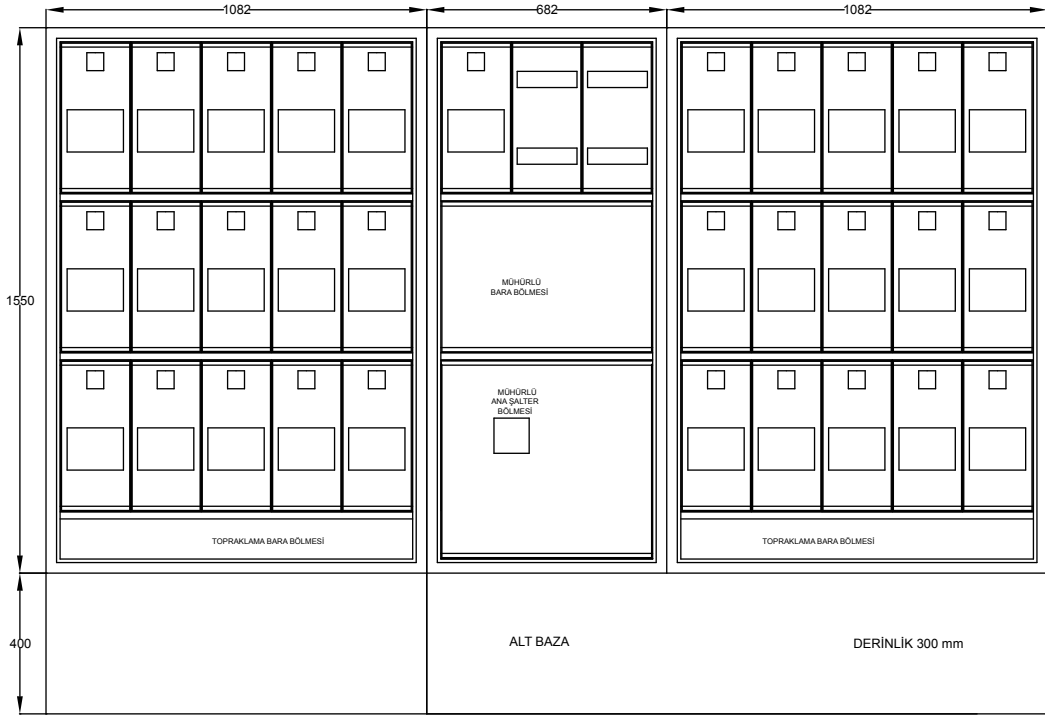 1082
682
1082
1550
MÜHÜRLÜ
BARA BÖLMESİ
MÜHÜRLÜ
ANA ŞALTER
BÖLMESİ
TOPRAKLAMA BARA BÖLMESİ
TOPRAKLAMA BARA BÖLMESİ
400
ALT BAZA
DERİNLİK 300 mm